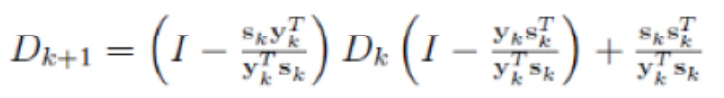 $D_{k+1} = \left(I - \frac{\mathbf{s}_k \mathbf{y}_k^T}{\mathbf{y}_k^T \mathbf{s}_k}\right) D_k \left(I - \frac{\mathbf{y}_k \mathbf{s}_k^T}{\mathbf{y}_k^T \mathbf{s}_k}\right) + \frac{\mathbf{s}_k \mathbf{s}_k^T}{\mathbf{y}_k^T \mathbf{s}_k}$